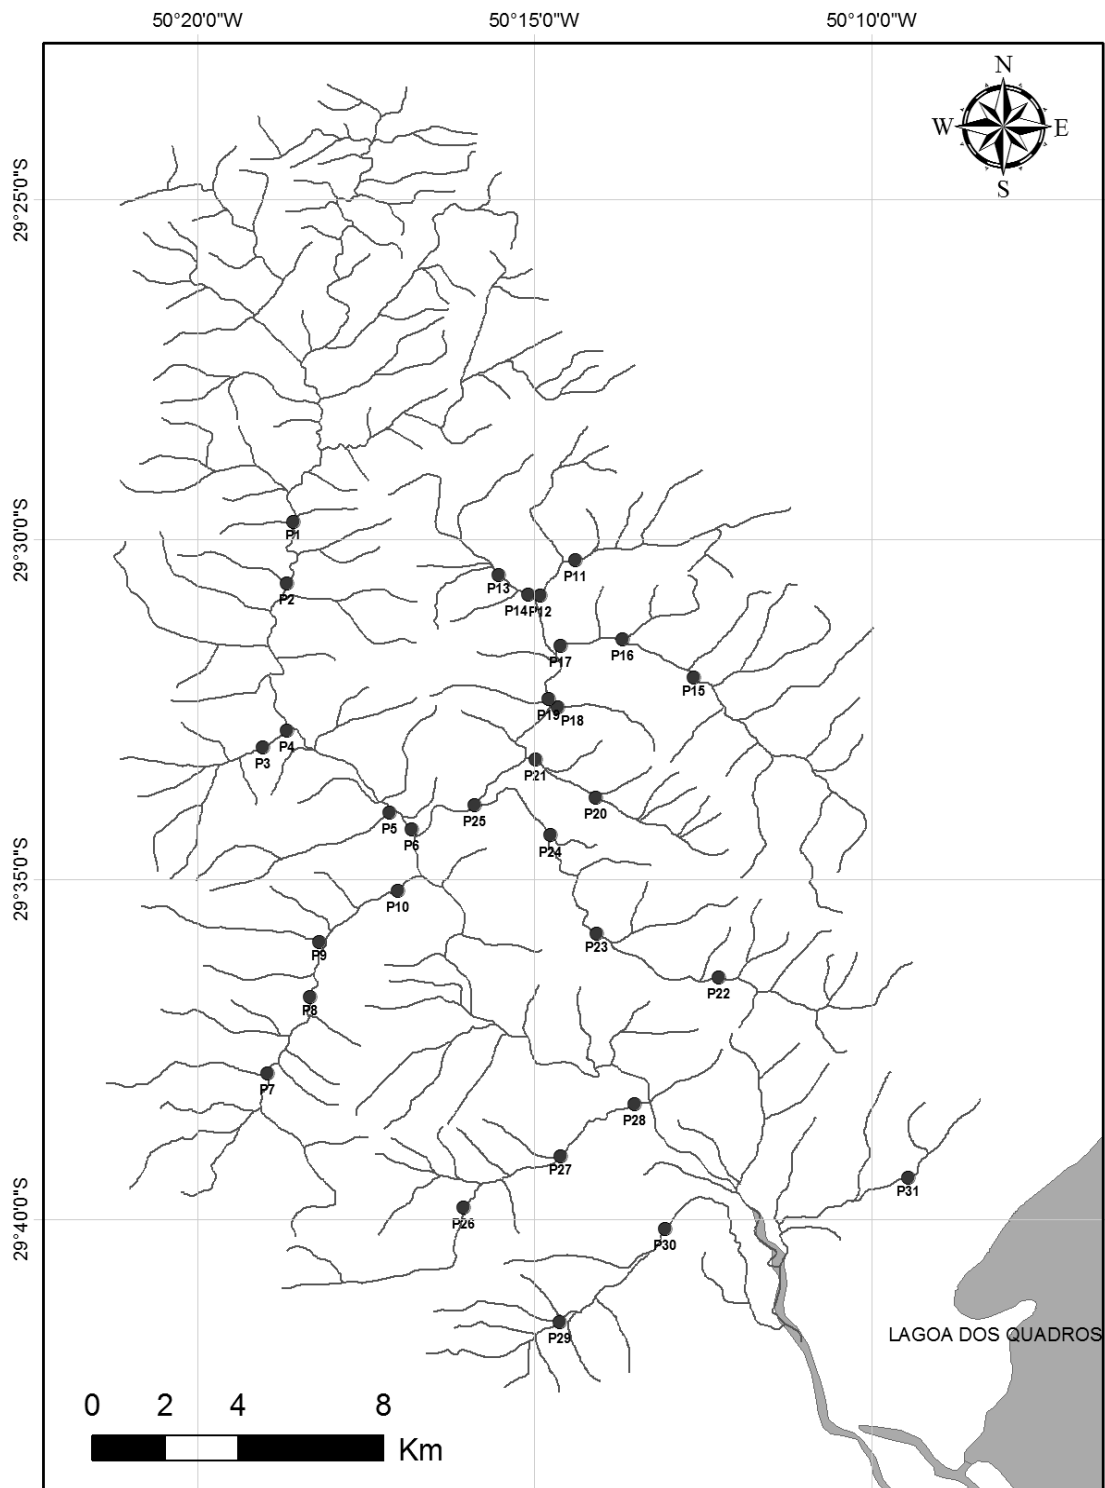 50°20'0"W 50°15'0"W 50°10'0"W
N
W E
S
29°25'0"S
29°30'0"S
P1
P11
P13
P2
P14 P12
P16
P17
P15
P19
P18
P4
P3
P21
P20
P25
P5
P6
P24
29°35'0"S
P10
P23
P9
P22
P8
P7
P28
P27
P31
29°40'0"S
P26
P30
P29
LAGOA DOS QUADROS
0 2 4 8
Km